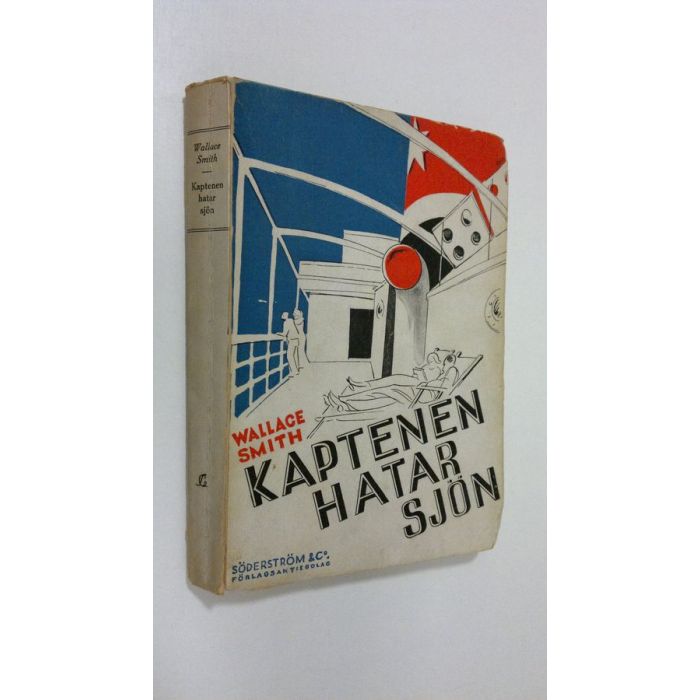 Wallace
Smith
Kaptenen
hatar
sjön
WALLACE
SMITH
KAPTENEN
HATAR
SJÖN
SÖDERSTRÖM & Co.
FÖRLAGSAKTIEBOLAG